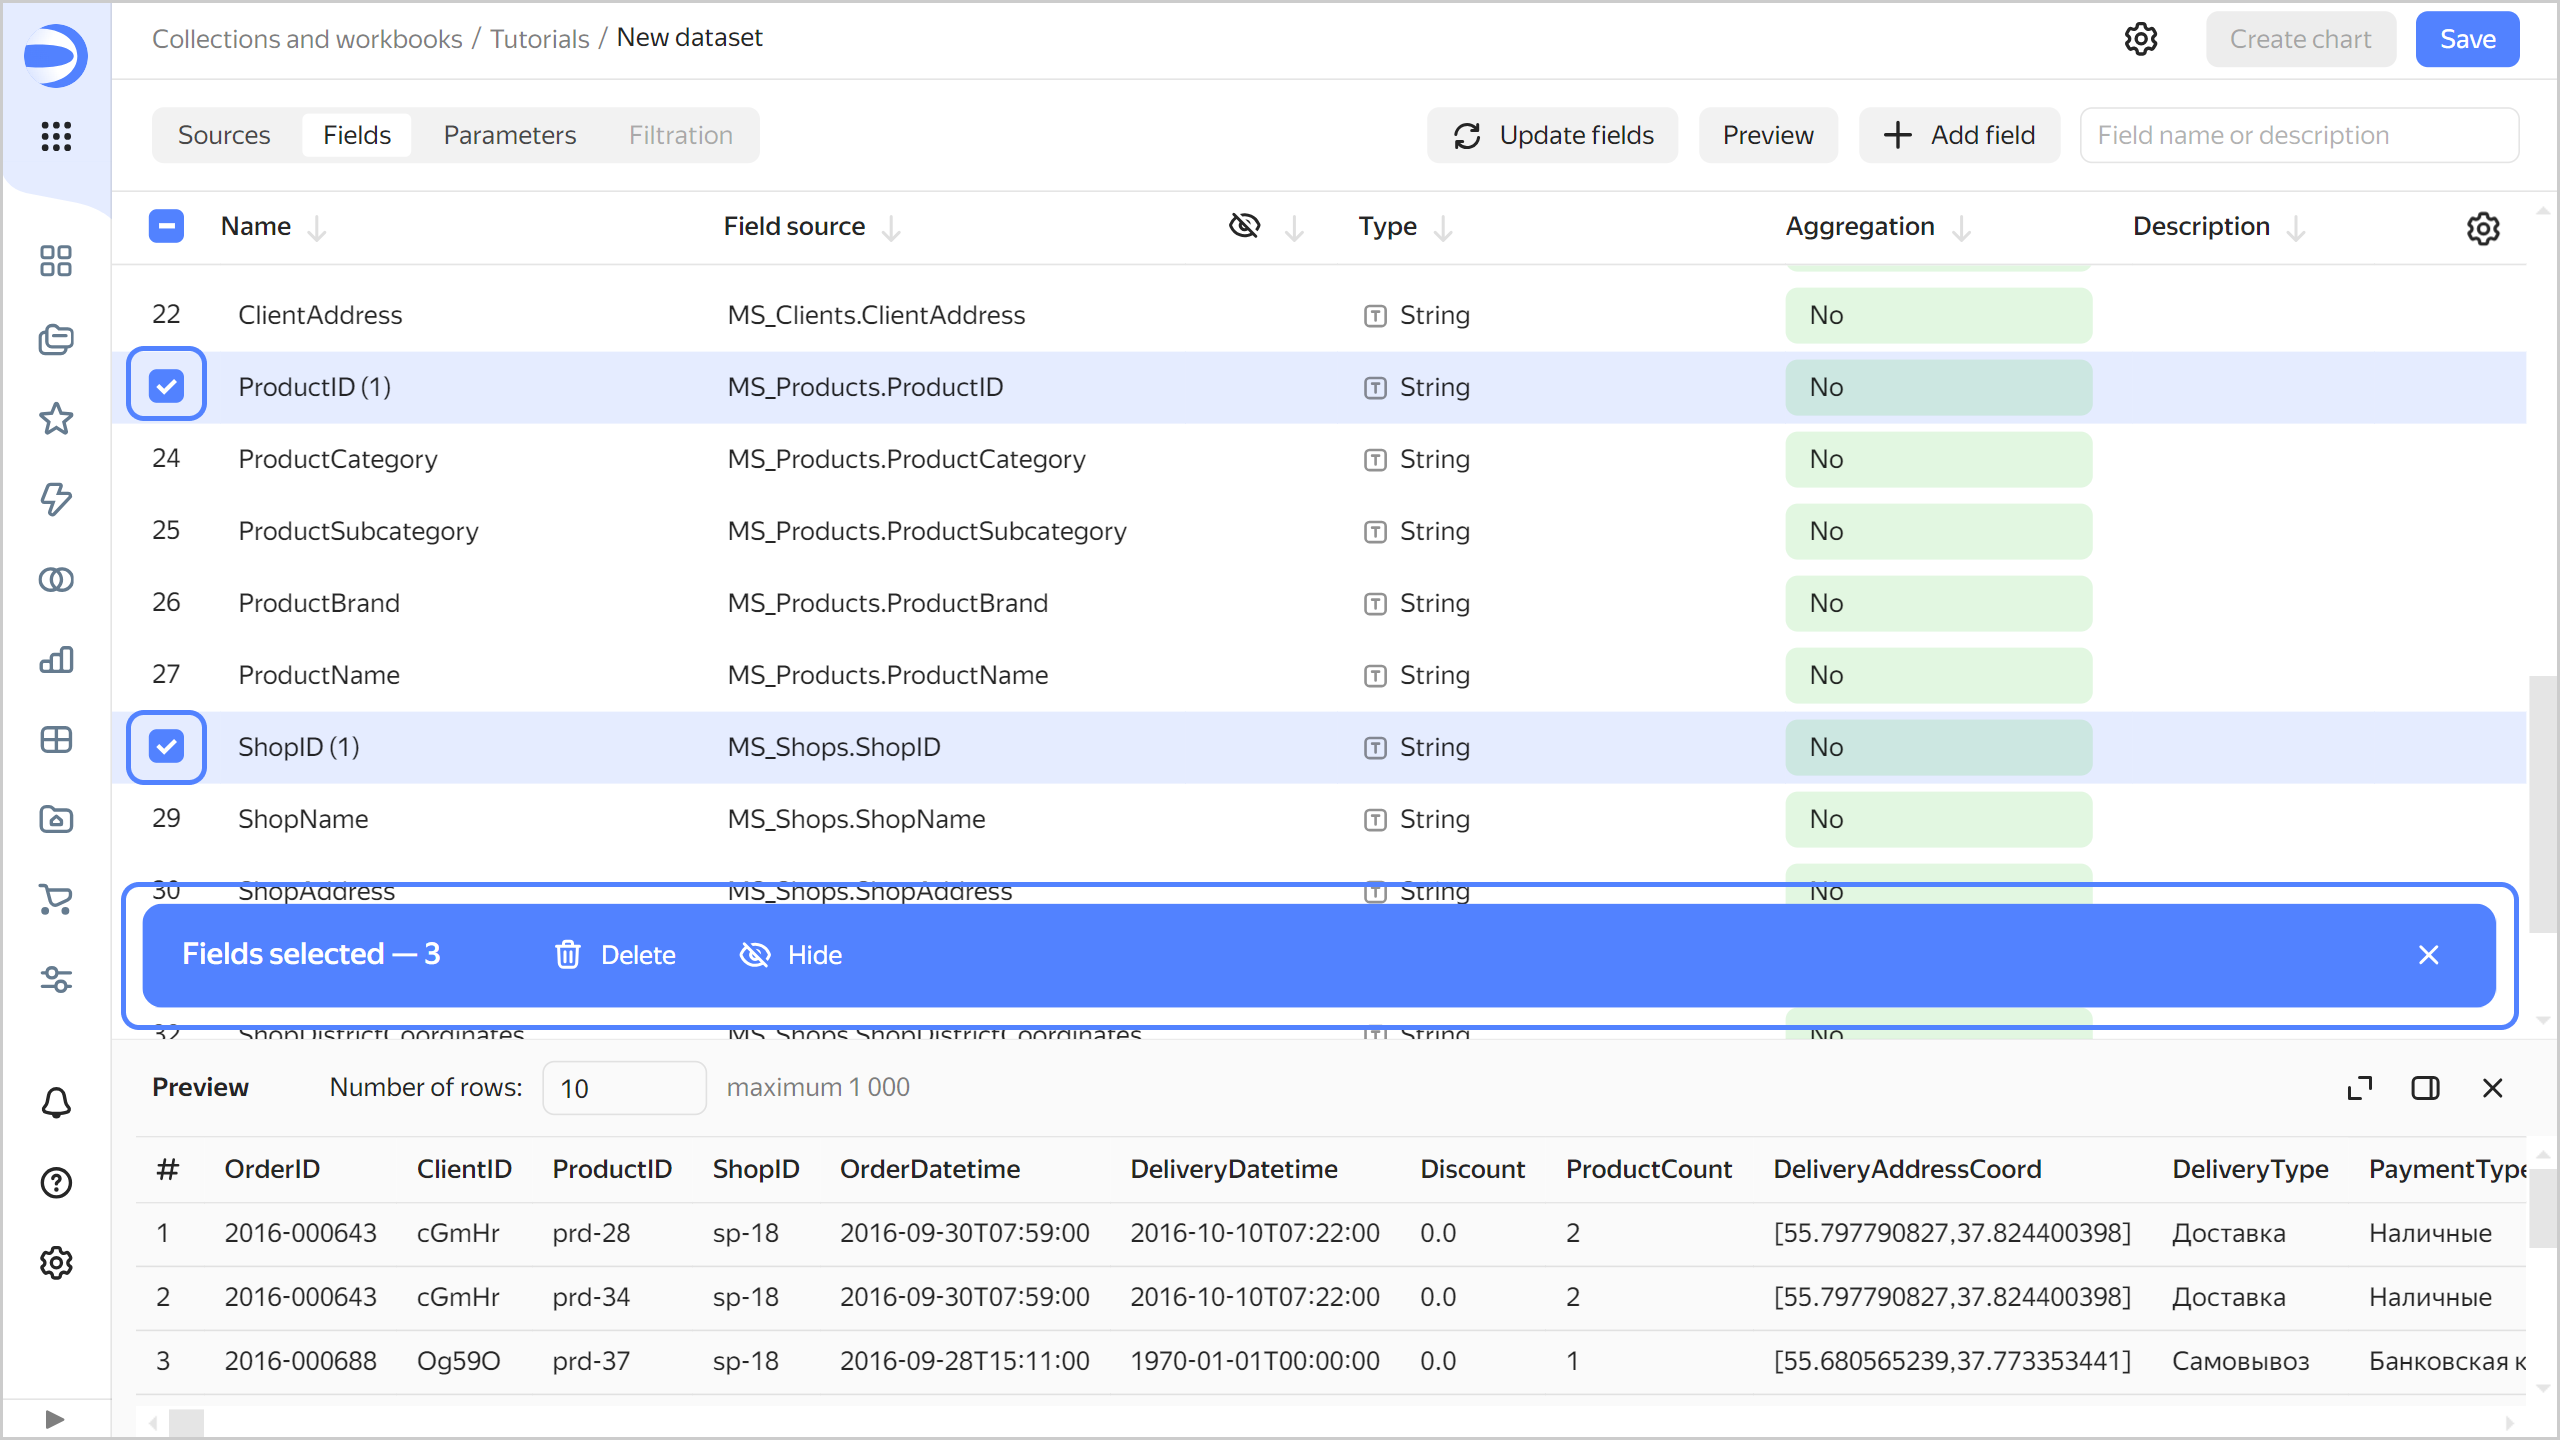 Collections and workbooks / Tutorials / New dataset
Create chart
Save
Sources Fields Parameters Filtration
Update fields Preview Add field Field name or description
Name Field source Type Aggregation Description
22 ClientAddress MS_Clients.ClientAddress String No
ProductID (1) MS_Products.ProductID String No
24 ProductCategory MS_Products.ProductCategory String No
25 ProductSubcategory MS_Products.ProductSubcategory String No
26 ProductBrand MS_Products.ProductBrand String No
27 ProductName MS_Products.ProductName String No
ShopID (1) MS_Shops.ShopID String No
29 ShopName MS_Shops.ShopName String No
30 ShopAddress MS_Shops.ShopAddress String No
Fields selected — 3 Delete Hide
32 ShopDistrictCoordinates MS_Shops.ShopDistrictCoordinates String No
Preview Number of rows: 10 maximum 1 000
# OrderID ClientID ProductID ShopID OrderDatetime DeliveryDatetime Discount ProductCount DeliveryAddressCoord DeliveryType PaymentType
1 2016-000643 cGmHr prd-28 sp-18 2016-09-30T07:59:00 2016-10-10T07:22:00 0.0 2 [55.797790827,37.824400398] Доставка Наличные
2 2016-000643 cGmHr prd-34 sp-18 2016-09-30T07:59:00 2016-10-10T07:22:00 0.0 2 [55.797790827,37.824400398] Доставка Наличные
3 2016-000688 Og59O prd-37 sp-18 2016-09-28T15:11:00 1970-01-01T00:00:00 0.0 1 [55.680565239,37.773353441] Самовывоз Банковская к